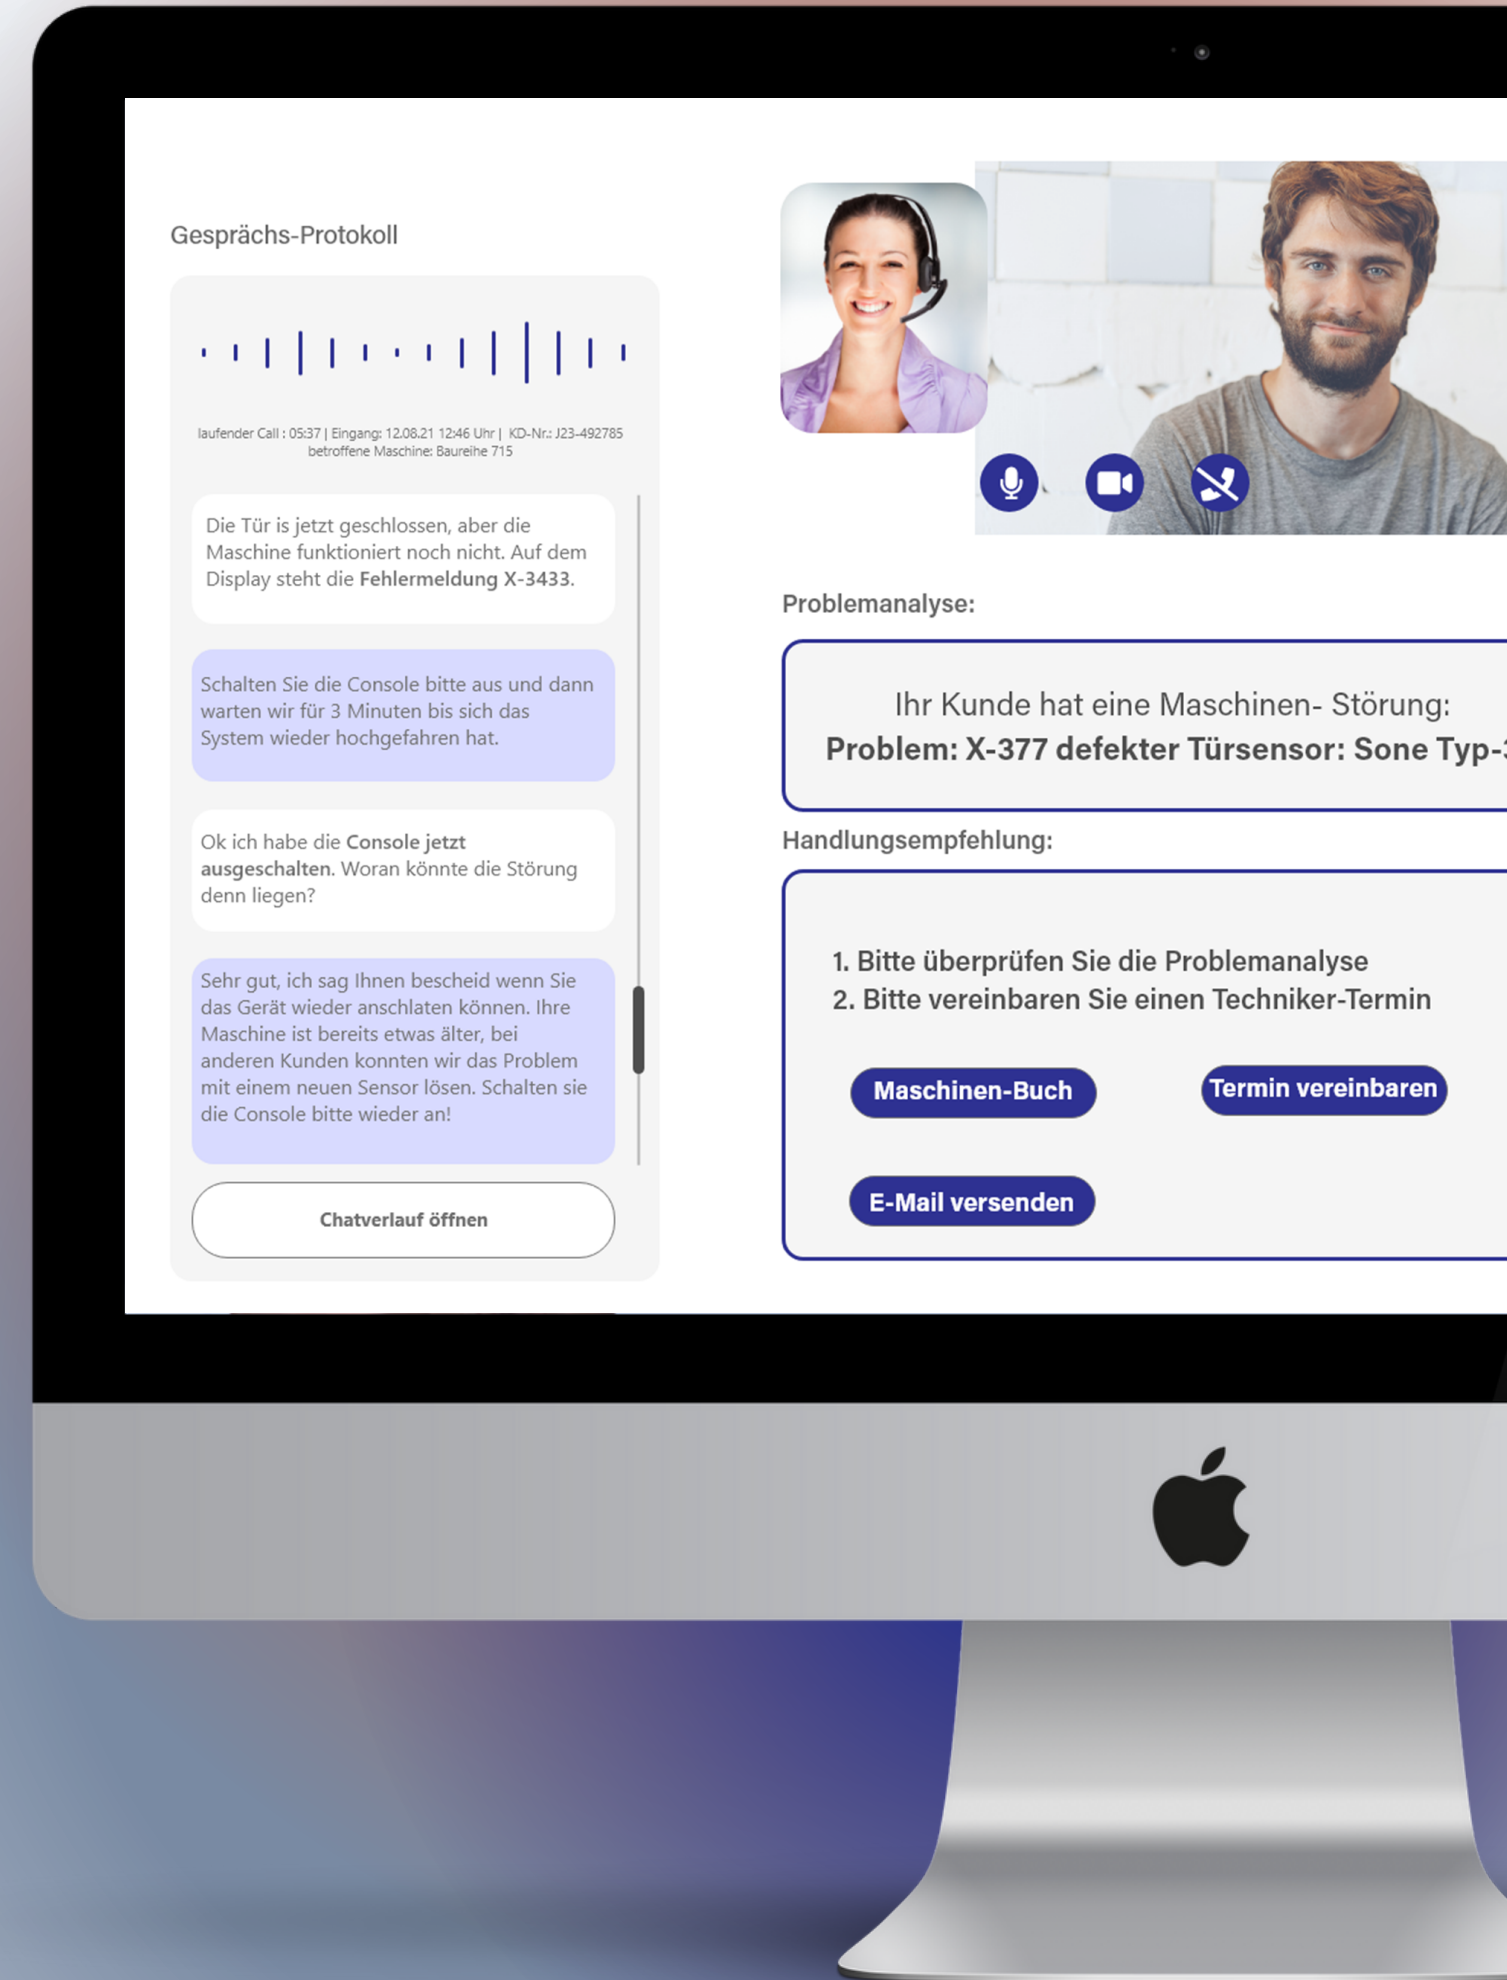 Gesprächs-Protokoll
laufender Call : 05:37 | Eingang: 12.08.21 12:46 Uhr | KD-Nr.: J23-492785
betroffene Maschine: Baureihe 715
Die Tür is jetzt geschlossen, aber die
Maschine funktioniert noch nicht. Auf dem
Display steht die Fehlermeldung X-3433.
Schalten Sie die Console bitte aus und dann
warten wir für 3 Minuten bis sich das
System wieder hochgefahren hat.
Ok ich habe die Console jetzt
ausgeschalten. Woran könnte die Störung
denn liegen?
Sehr gut, ich sag Ihnen bescheid wenn Sie
das Gerät wieder anschlaten können. Ihre
Maschine ist bereits etwas älter, bei
anderen Kunden konnten wir das Problem
mit einem neuen Sensor lösen. Schalten sie
die Console bitte wieder an!
Chatverlauf öffnen
Problemanalyse:
Ihr Kunde hat eine Maschinen- Störung:
Problem: X-377 defekter Türsensor: Sone
Handlungsempfehlung:
1. Bitte überprüfen Sie die Problemanalyse
2. Bitte vereinbaren Sie einen Techniker-Termin
Maschinen-Buch
Termin vereinbaren
E-Mail versenden